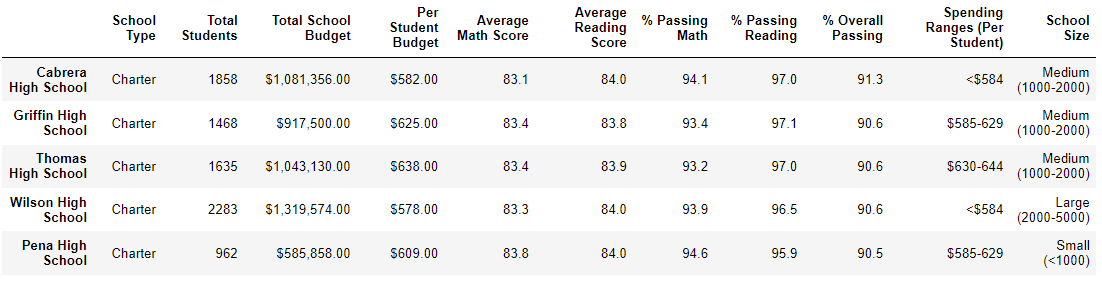 School Type Total Students Total School Budget Per Student Budget Average Math Score Average Reading Score % Passing Math % Passing Reading % Overall Passing Spending Ranges (Per Student) School Size
Cabrera High School Charter 1858 $1,081,356.00 $582.00 83.1 84.0 94.1 97.0 91.3 <$584 Medium (1000-2000)
Griffin High School Charter 1468 $917,500.00 $625.00 83.4 83.8 93.4 97.1 90.6 $585-629 Medium (1000-2000)
Thomas High School Charter 1635 $1,043,130.00 $638.00 83.4 83.9 93.2 97.0 90.6 $630-644 Medium (1000-2000)
Wilson High School Charter 2283 $1,319,574.00 $578.00 83.3 84.0 93.9 96.5 90.6 <$584 Large (2000-5000)
Pena High School Charter 962 $585,858.00 $609.00 83.8 84.0 94.6 95.9 90.5 $585-629 Small (<1000)